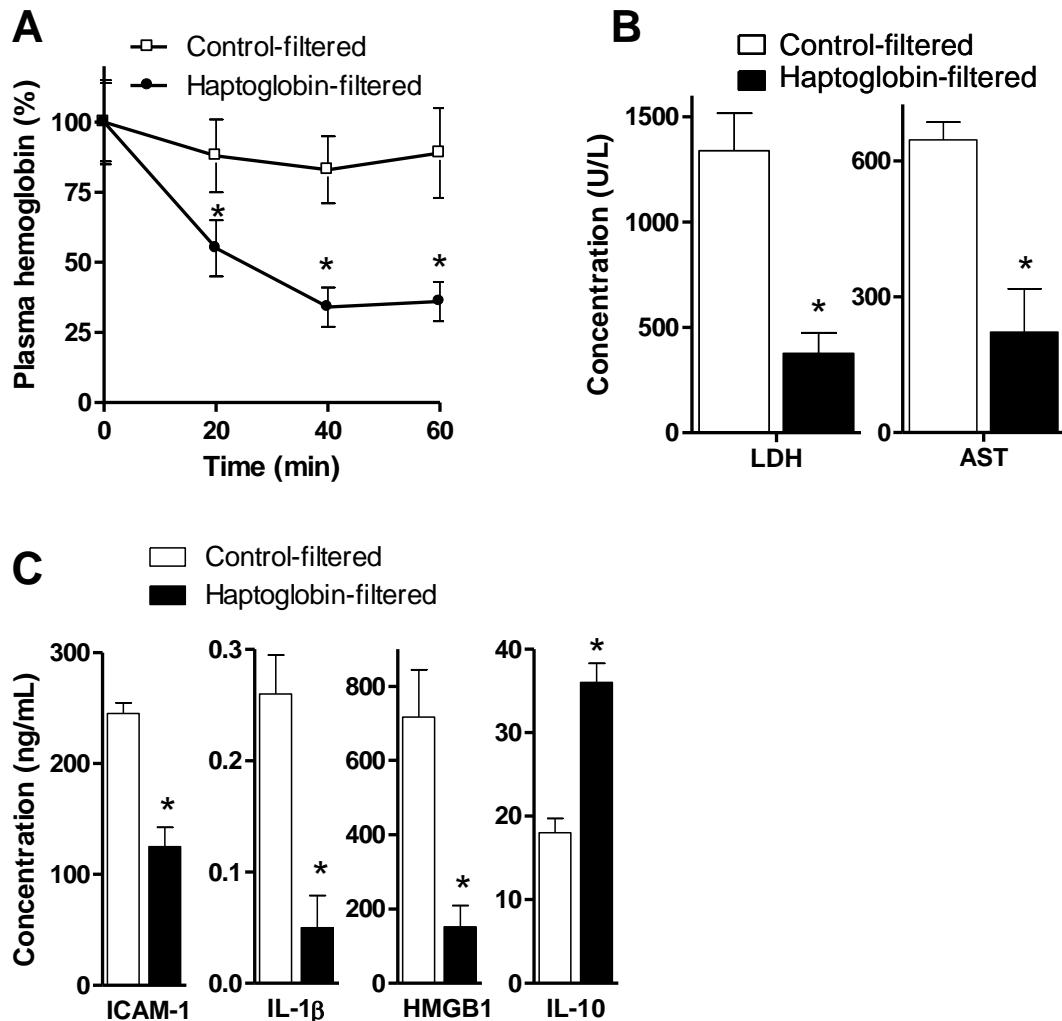 A
Control-filtered
Haptoglobin-filtered
Plasma hemoglobin (%)
100
75
50
25
0
* * *
0 20 40 60
Time (min)
B
Control-filtered
Haptoglobin-filtered
Concentration (U/L)
1500
1000
500
0
*
LDH
600
300
0
*
AST
C
Control-filtered
Haptoglobin-filtered
Concentration (ng/mL)
300
200
100
0
*
ICAM-1
0.3
0.2
0.1
0.0
*
IL-1β
800
600
400
200
0
*
HMGB1
40
30
20
10
0
*
IL-10